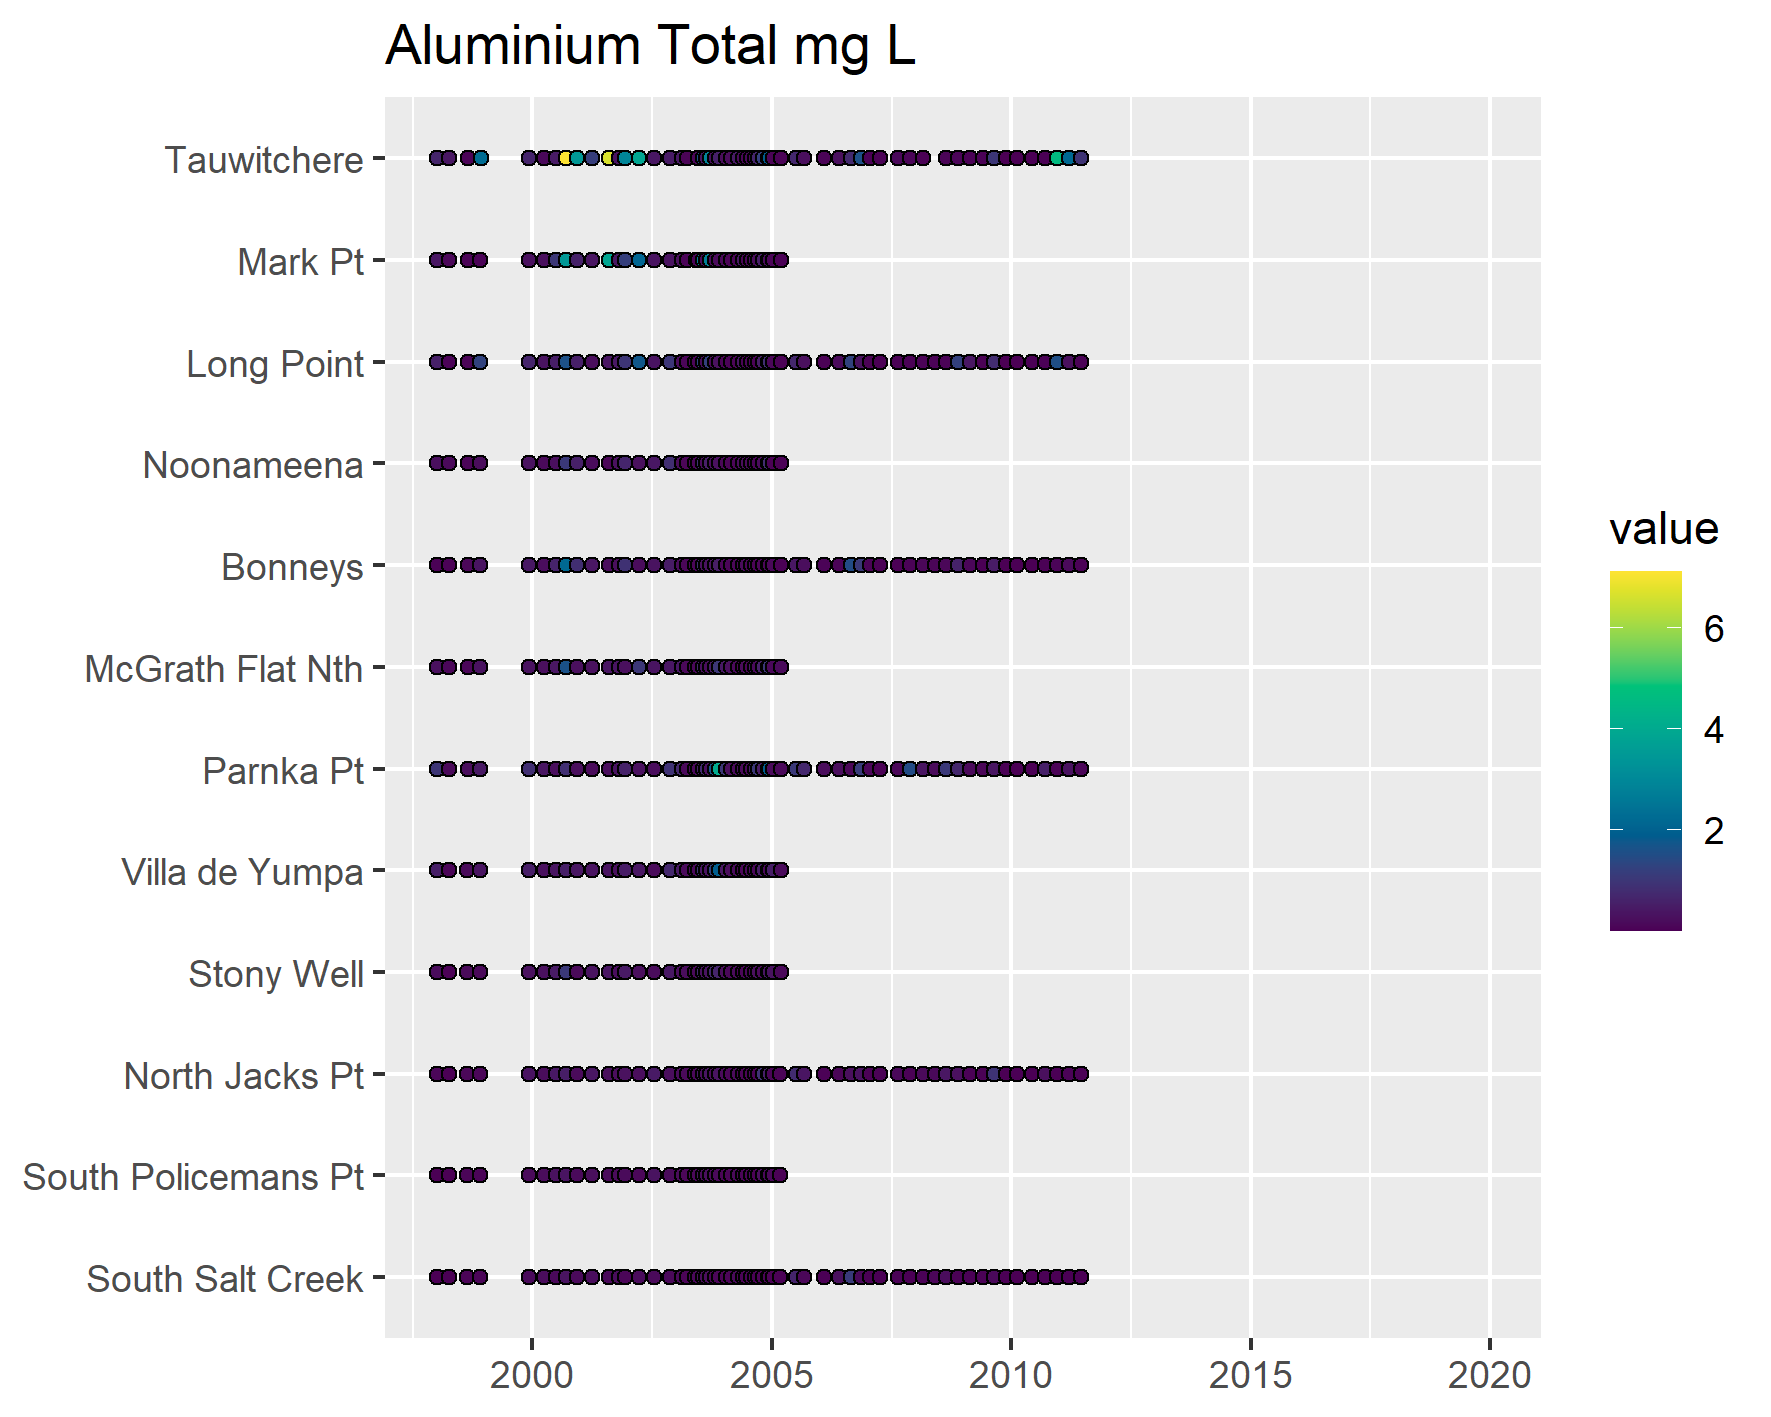 Aluminium Total mg L
Tauwitchere
Mark Pt
Long Point
Noonameena
Bonneys
McGrath Flat Nth
Parnka Pt
Villa de Yumpa
Stony Well
North Jacks Pt
South Policemans Pt
South Salt Creek
2000 2005 2010 2015 2020
value
6
4
2